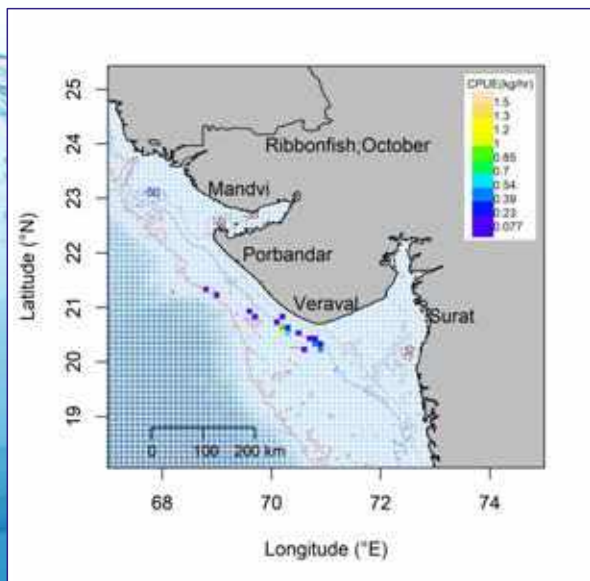 CPUE(kg/hr)
1.5
1.3
1.2
1
0.85
0.7
0.54
0.39
0.23
0.077
Ribbonfish;October
Mandvi
Porbandar
Veraval
Surat
0 100 200 km
25
24
23
22
21
20
19
Latitude (°N)
68 70 72 74
Longitude (°E)